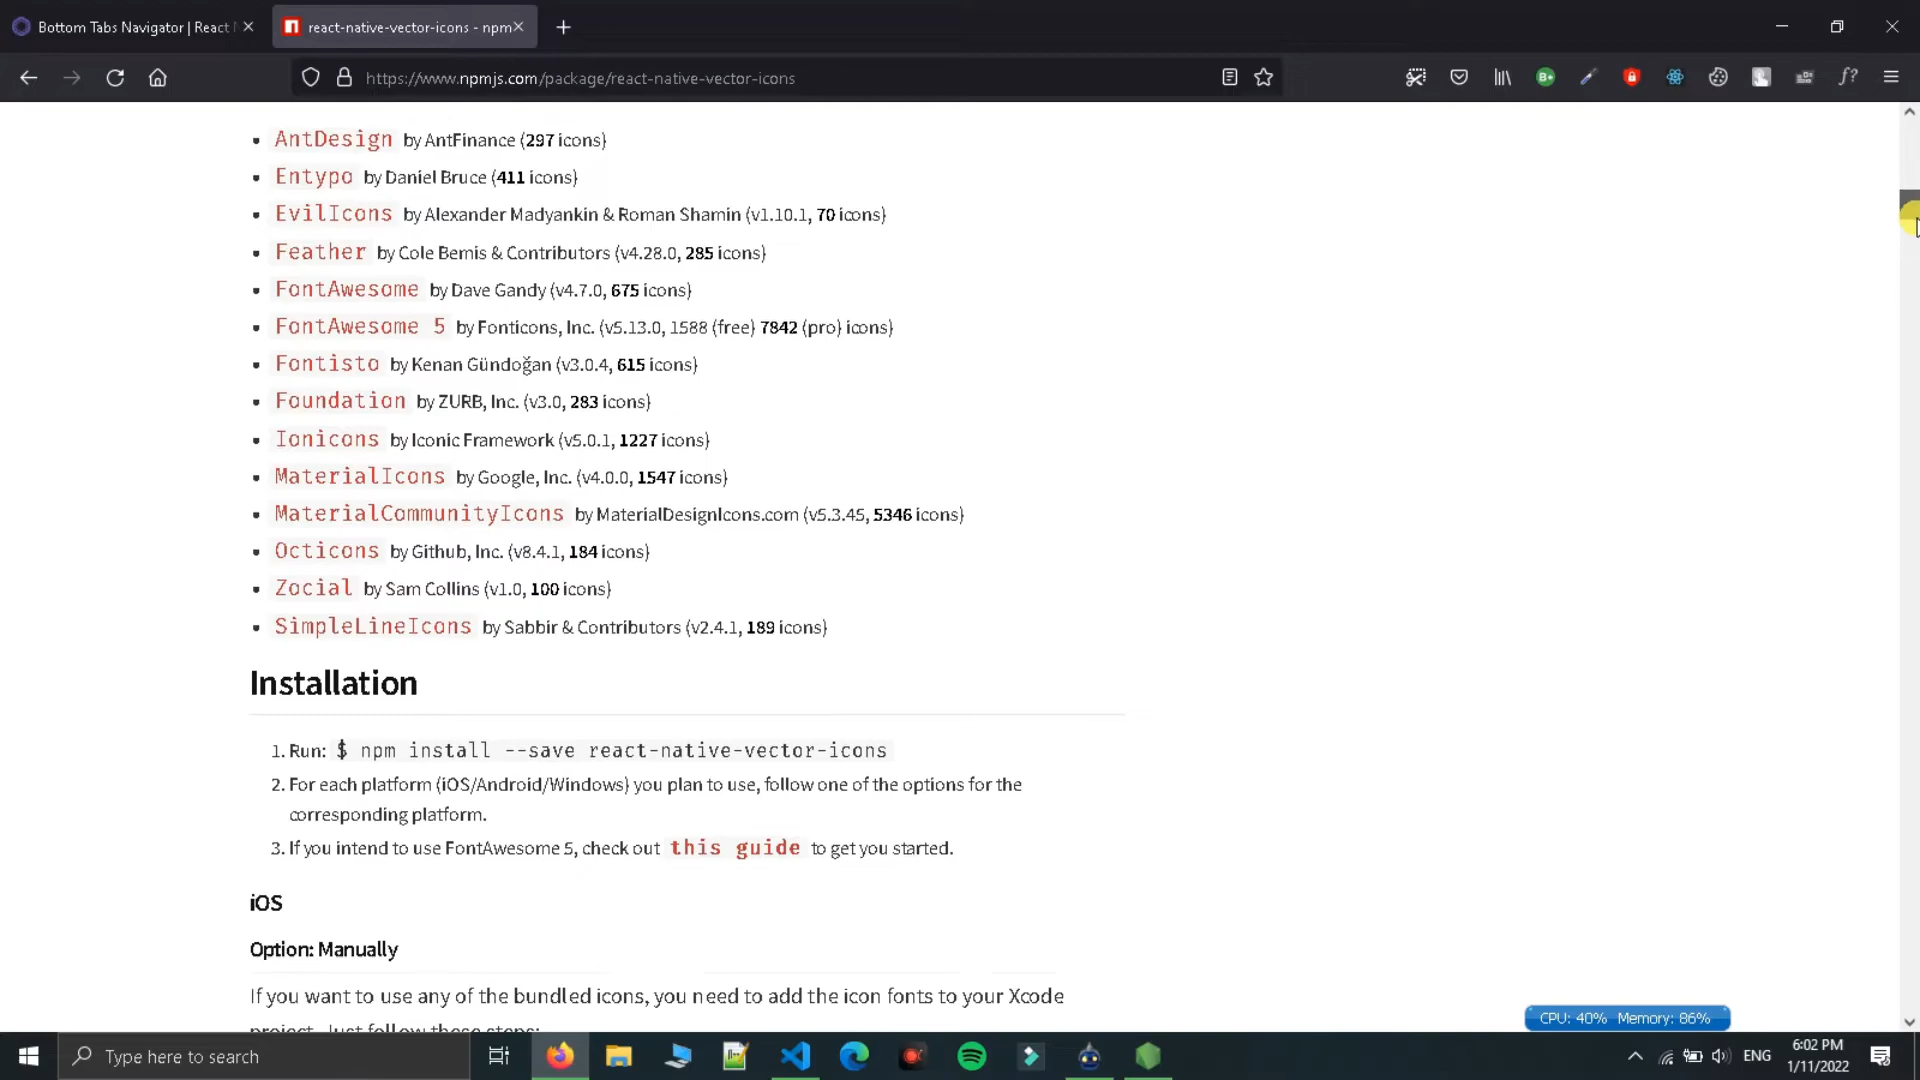 Bottom Tabs Navigator | React
react-native-vector-icons - npm
https://www.npmjs.com/package/react-native-vector-icons
AntDesign by AntFinance (297 icons)
Entypo by Daniel Bruce (411 icons)
EvilIcons by Alexander Madyankin & Roman Shamin (v1.10.1, 70 icons)
Feather by Cole Bemis & Contributors (v4.28.0, 285 icons)
FontAwesome by Dave Gandy (v4.7.0, 675 icons)
FontAwesome 5 by Fonticons, Inc. (v5.13.0, 1588 (free) 7842 (pro) icons)
Fontisto by Kenan Gündoğan (v3.0.4, 615 icons)
Foundation by ZURB, Inc. (v3.0, 283 icons)
Ionicons by Iconic Framework (v5.0.1, 1227 icons)
MaterialIcons by Google, Inc. (v4.0.0, 1547 icons)
MaterialCommunityIcons by MaterialDesignIcons.com (v5.3.45, 5346 icons)
Octicons by Github, Inc. (v8.4.1, 184 icons)
Zocial by Sam Collins (v1.0, 100 icons)
SimpleLineIcons by Sabbir & Contributors (v2.4.1, 189 icons)
Installation
1. Run: $ npm install --save react-native-vector-icons
2. For each platform (iOS/Android/Windows) you plan to use, follow one of the options for the
corresponding platform.
3. If you intend to use FontAwesome 5, check out this guide to get you started.
iOS
Option: Manually
If you want to use any of the bundled icons, you need to add the icon fonts to your Xcode
project. Just follow these steps:
CPU: 40% Memory: 86%
Type here to search
ENG
6:02 PM
1/11/2022